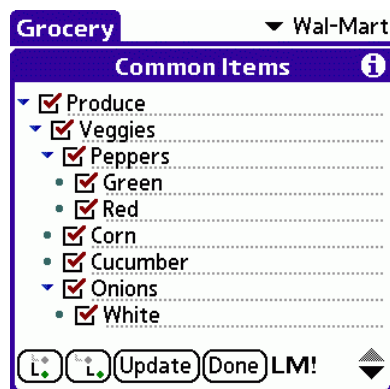 Grocery Wal-Mart
Common Items
Produce
Veggies
Peppers
Green
Red
Corn
Cucumber
Onions
White
L. L. Update Done LM!